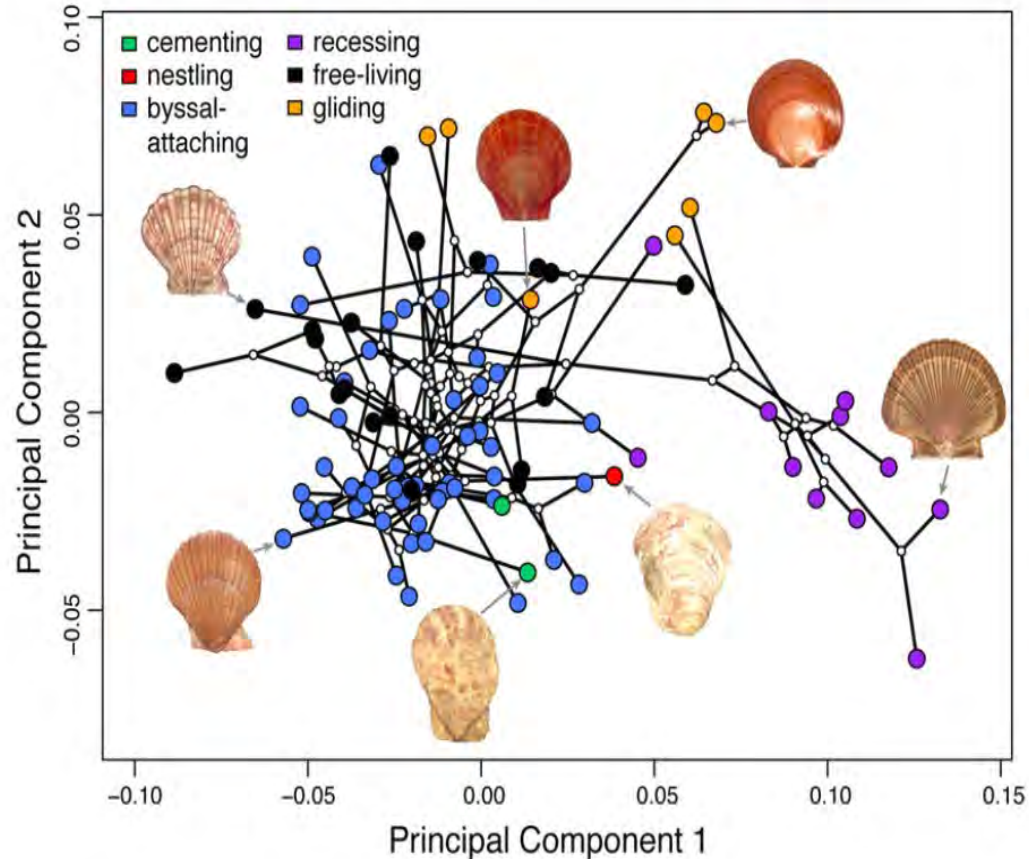 cementing
nestling
byssal-
attaching
recessing
free-living
gliding
Principal Component 2
0.10
0.05
0.00
−0.05
−0.10
−0.05
0.00
0.05
0.10
0.15
Principal Component 1